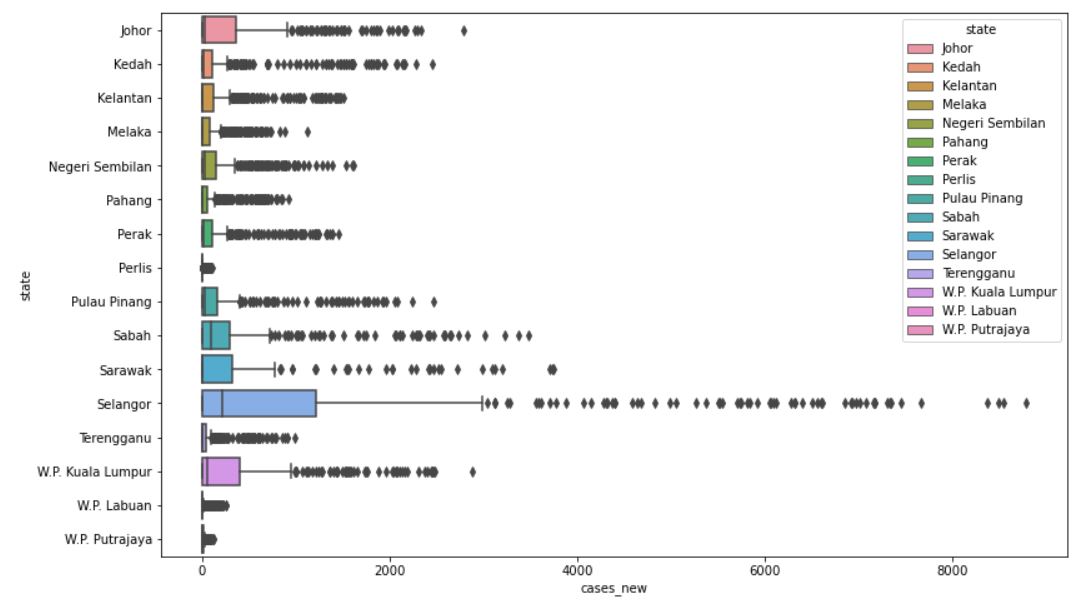 Johor
Kedah
Kelantan
Melaka
Negeri Sembilan
Pahang
Perak
Perlis
Pulau Pinang
Sabah
Sarawak
Selangor
Terengganu
W.P. Kuala Lumpur
W.P. Labuan
W.P. Putrajaya
state
0 2000 4000 6000 8000
cases_new
state
Johor
Kedah
Kelantan
Melaka
Negeri Sembilan
Pahang
Perak
Perlis
Pulau Pinang
Sabah
Sarawak
Selangor
Terengganu
W.P. Kuala Lumpur
W.P. Labuan
W.P. Putrajaya